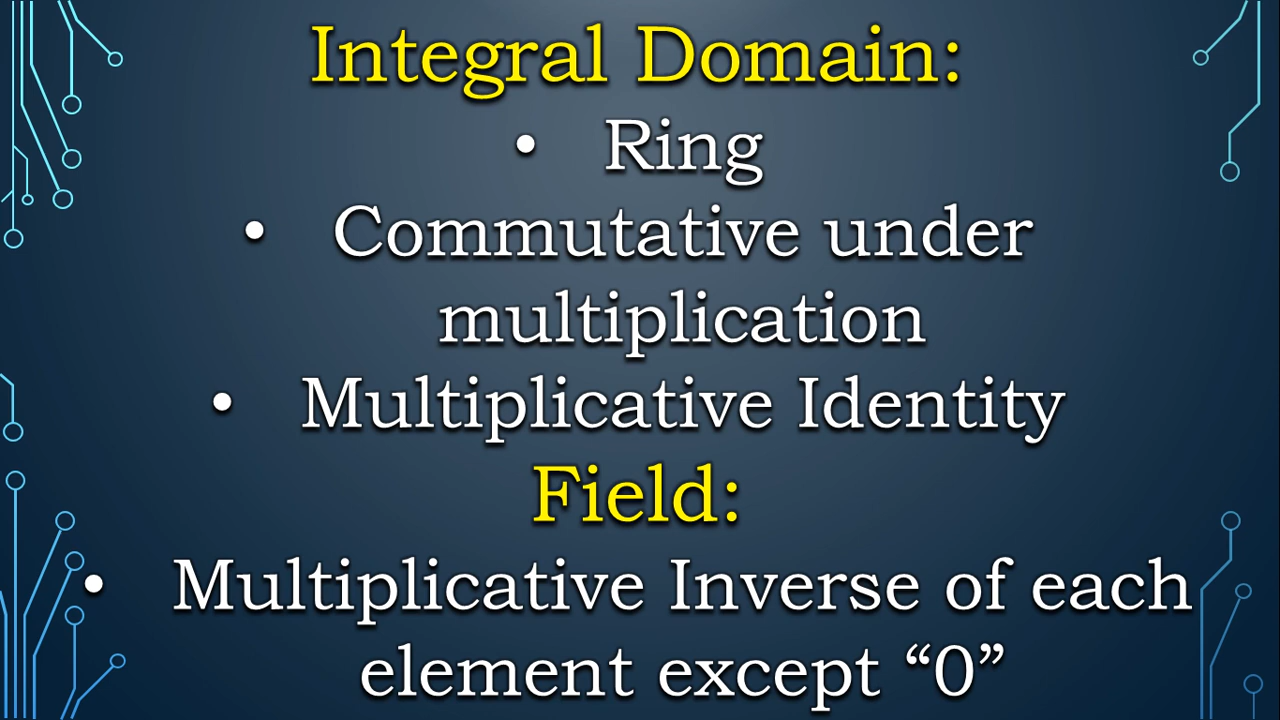 Integral Domain:
• Ring
• Commutative under
multiplication
• Multiplicative Identity
Field:
• Multiplicative Inverse of each
element except “0”